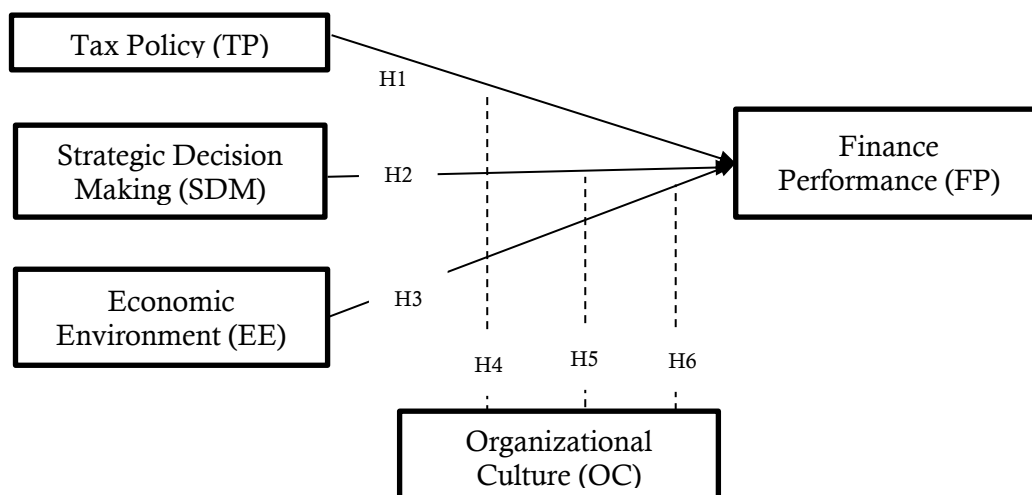 Tax Policy (TP)
H1
Strategic Decision
Making (SDM)
H2
Finance
Performance (FP)
Economic
Environment (EE)
H3
H4
H5
H6
Organizational
Culture (OC)